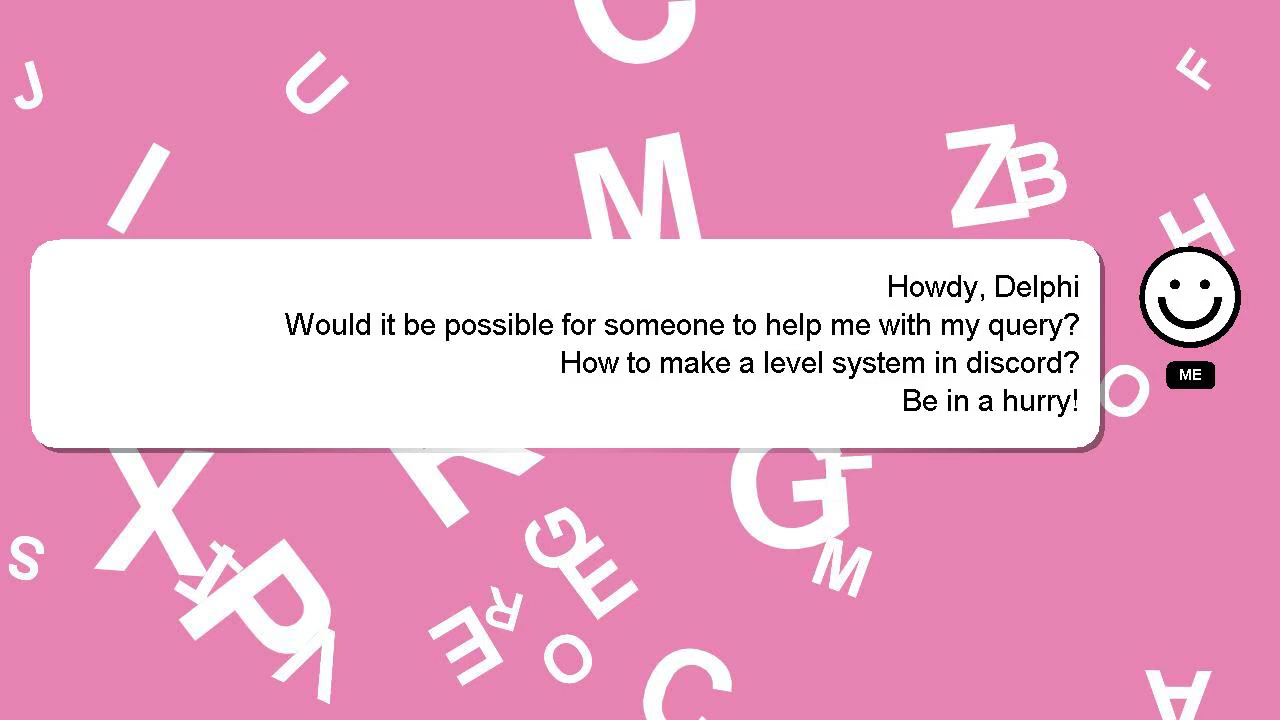 C
J
U
F
I
M
Z
B
H
Howdy, Delphi
Would it be possible for someone to help me with my query?
How to make a level system in discord?
Be in a hurry!
ME
O
X
K
G
F
M
S
G
E
M
I
P
V
E
R
O
C
A